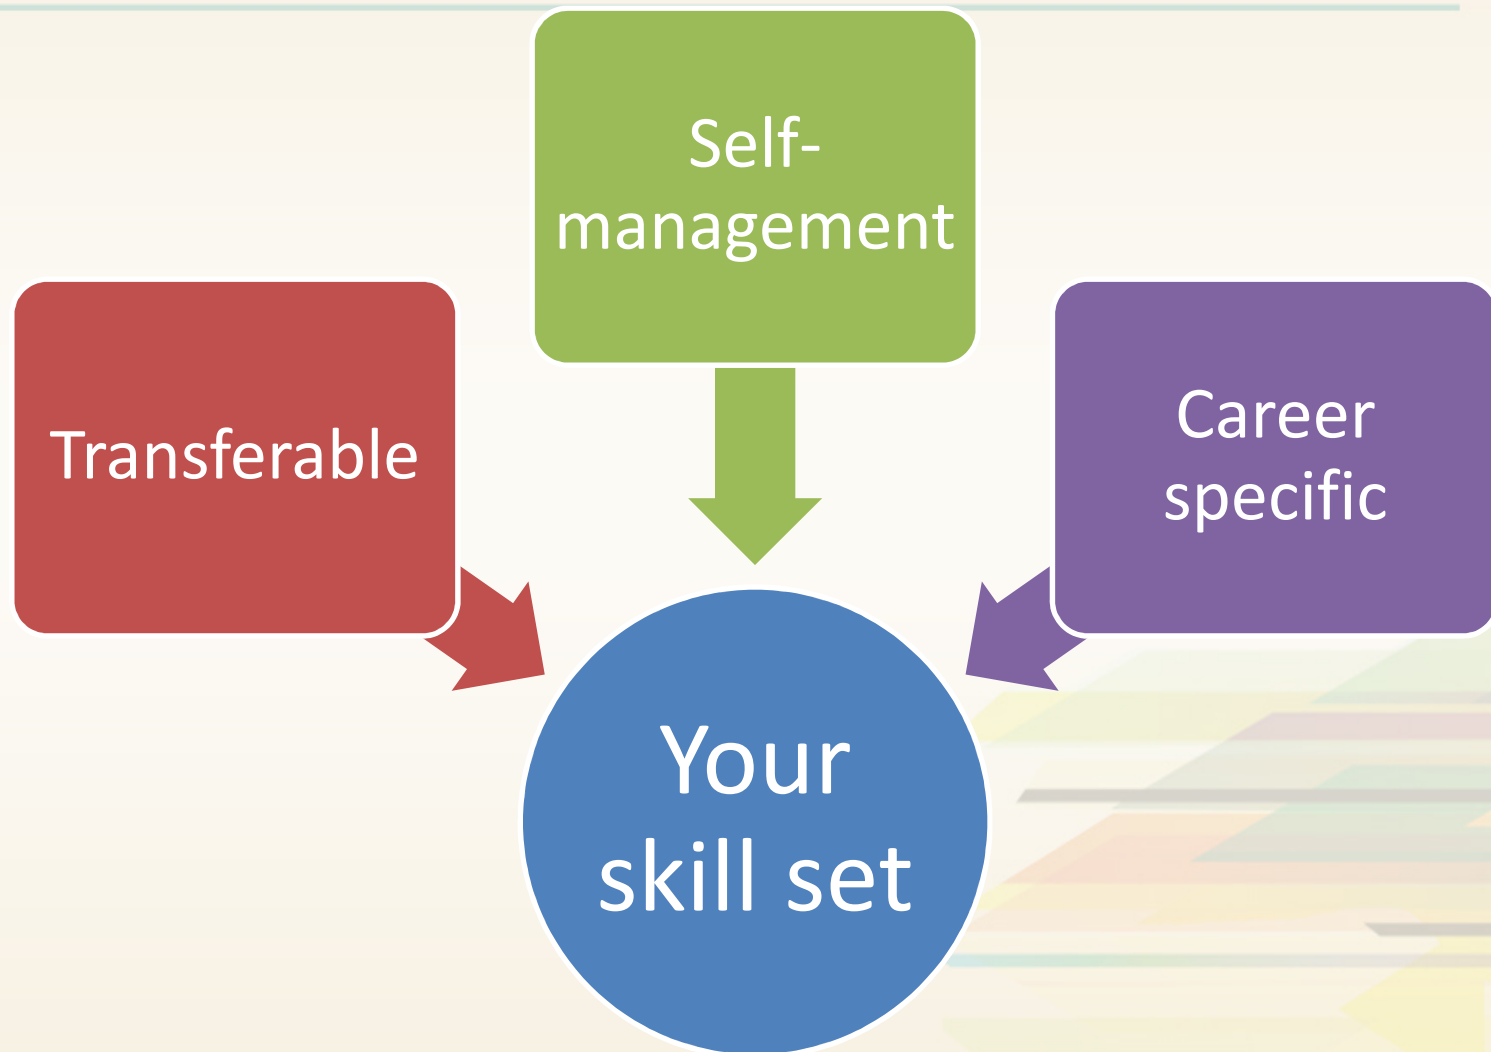 Self-
management
Transferable
Career
specific
Your
skill set